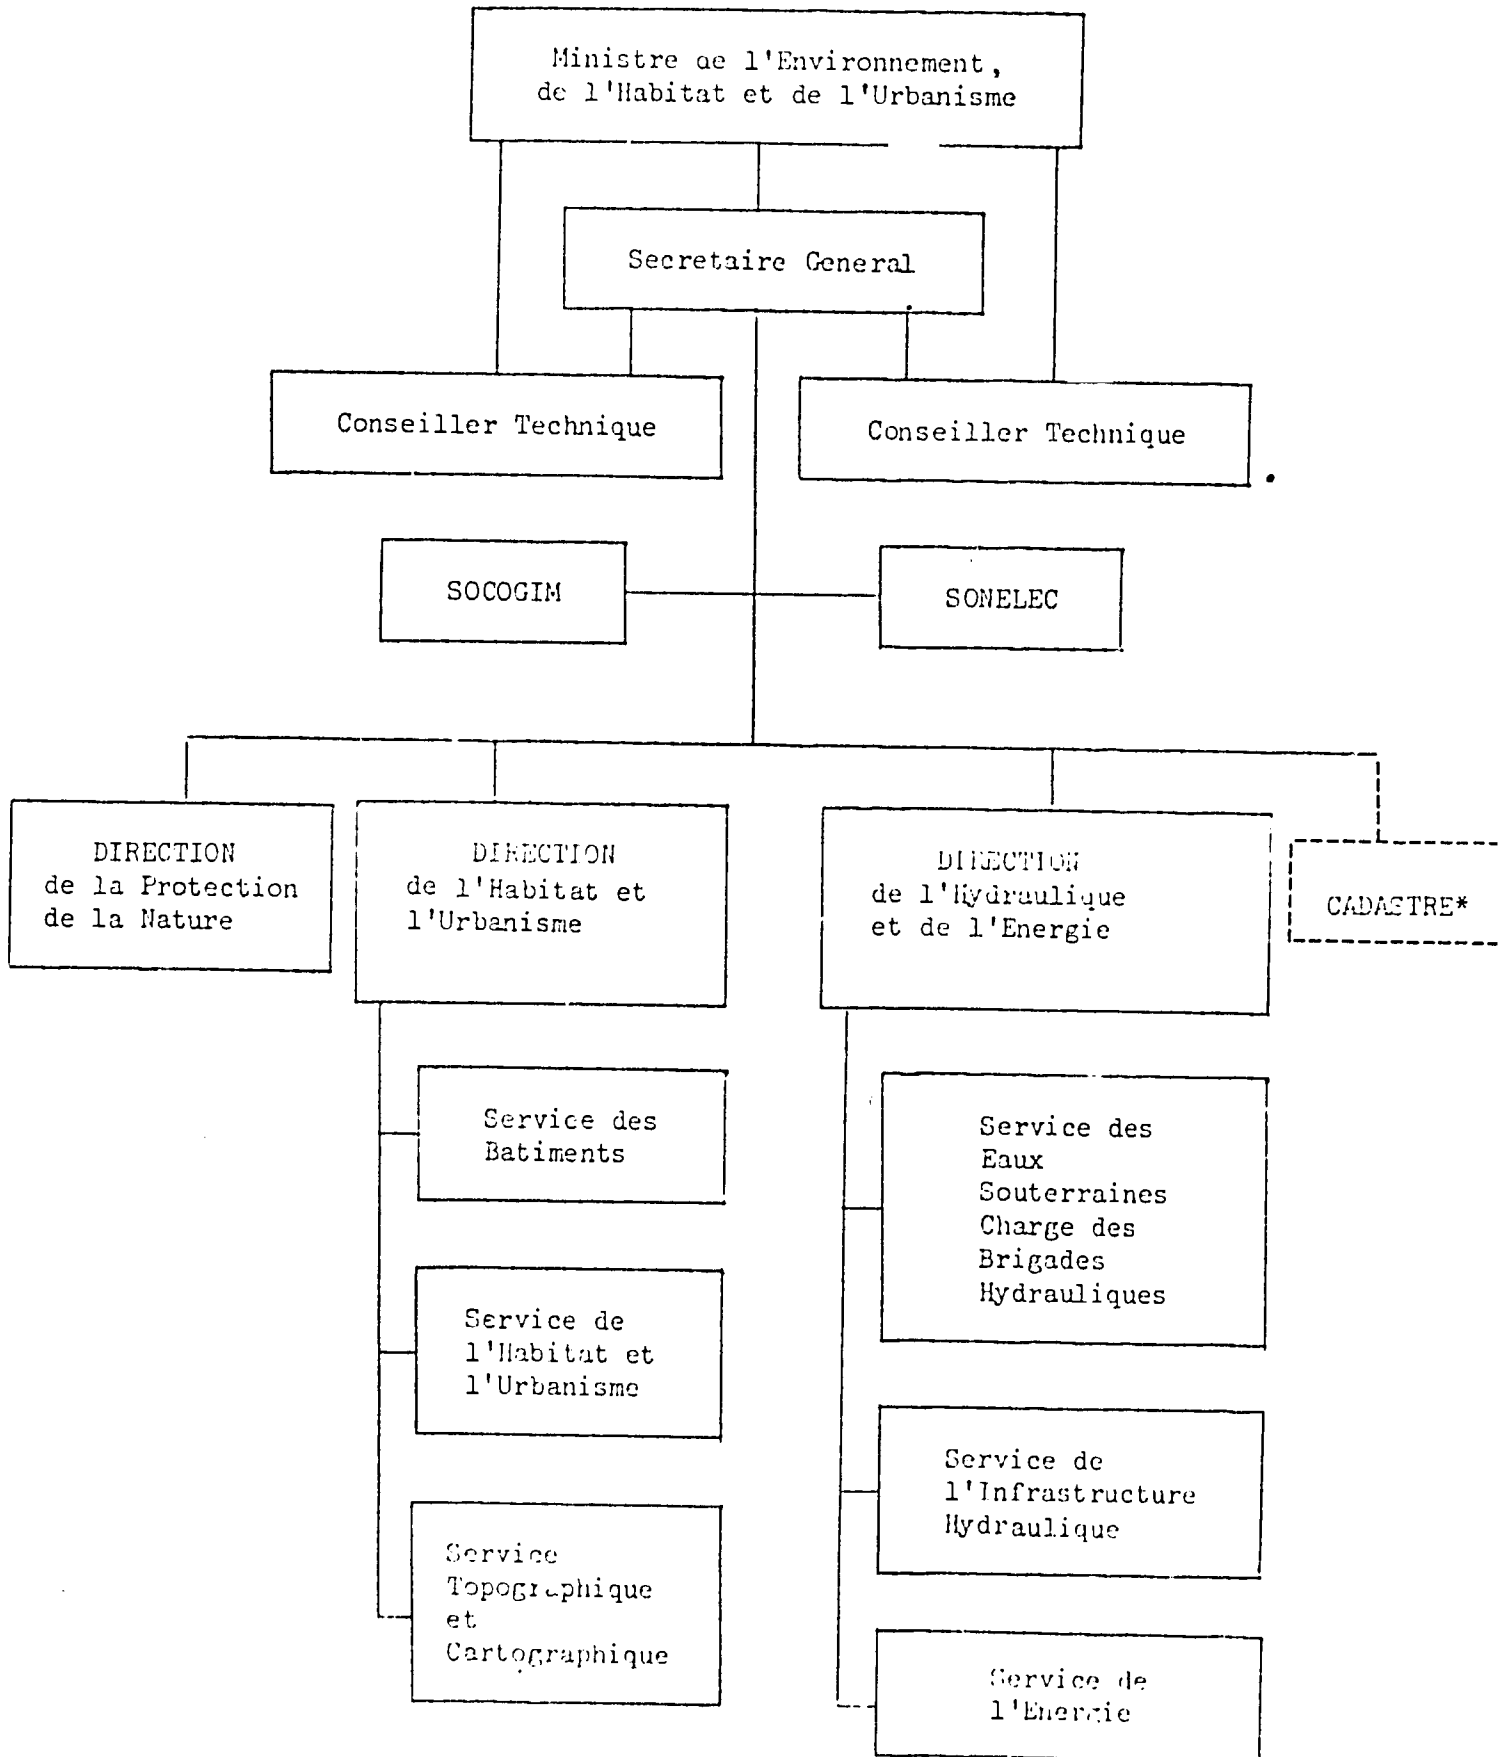 Ministre de l'Environnement,
de l'Habitat et de l'Urbanisme
Secretaire General
Conseiller Technique
Conseiller Technique
SOCOGIM
SONELEC
DIRECTION
de la Protection
de la Nature
DIRECTION
de l'Habitat et
l'Urbanisme
DIRECTION
de l'Hydraulique
et de l'Energie
CADASTRE*
Service des
Batiments
Service de
l'Habitat et
l'Urbanisme
Service
Topographique
et
Cartographique
Service des
Eaux
Souterraines
Charge des
Brigades
Hydrauliques
Service de
l'Infrastructure
Hydraulique
Service de
l'Energie